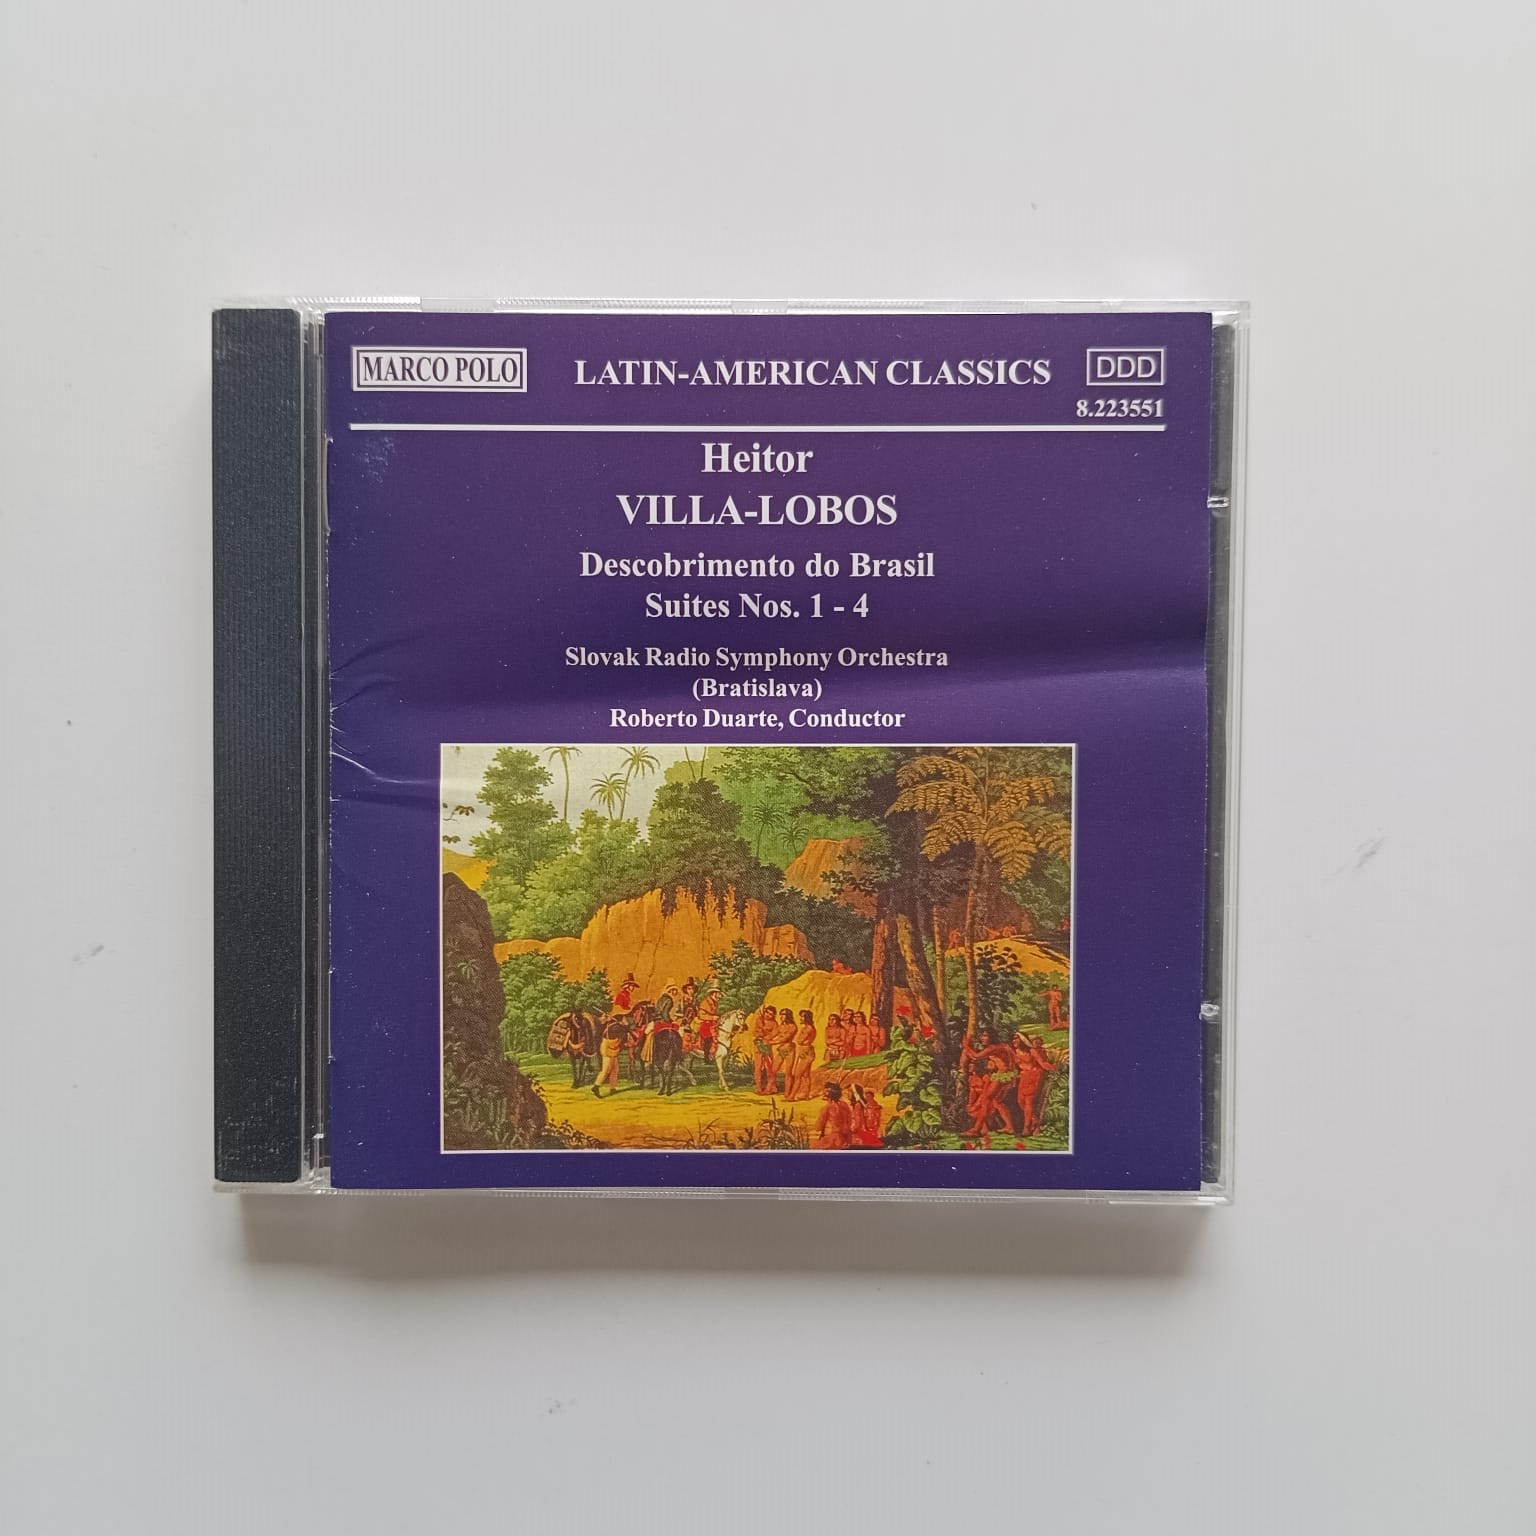 MARCO POLO
LATIN-AMERICAN CLASSICS
DDD
8.223551
Heitor
VILLA-LOBOS
Descobrimento do Brasil
Suites Nos. 1 - 4
Slovak Radio Symphony Orchestra
(Bratislava)
Roberto Duarte, Conductor